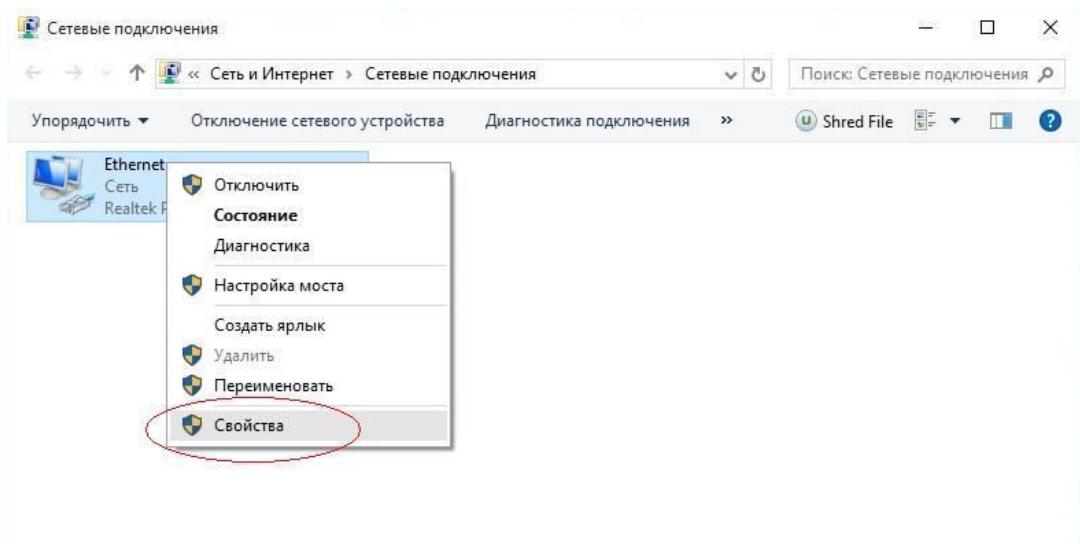 Сетевые подключения
« Сеть и Интернет › Сетевые подключения
Поиск: Сетевые подключения
Упорядочить Отключение сетевого устройства Диагностика подключения » Shred File
Ethernet
Сеть
Realtek
Отключить
Состояние
Диагностика
Настройка моста
Создать ярлык
Удалить
Переименовать
Свойства